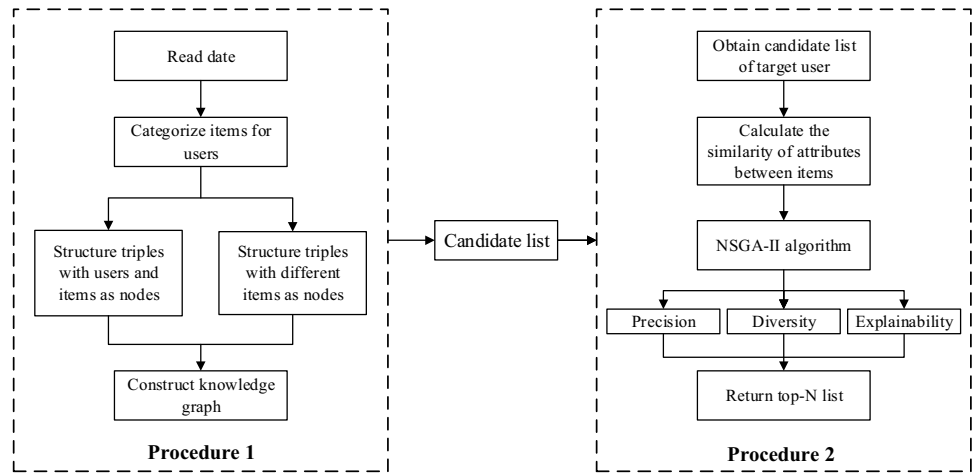 Read date
Categorize items for
users
Structure triples
with users and
items as nodes
Structure triples
with different
items as nodes
Construct knowledge
graph
Procedure 1
Candidate list
Obtain candidate list
of target user
Calculate the
similarity of attributes
between items
NSGA-II algorithm
Precision
Diversity
Explainability
Return top-N list
Procedure 2